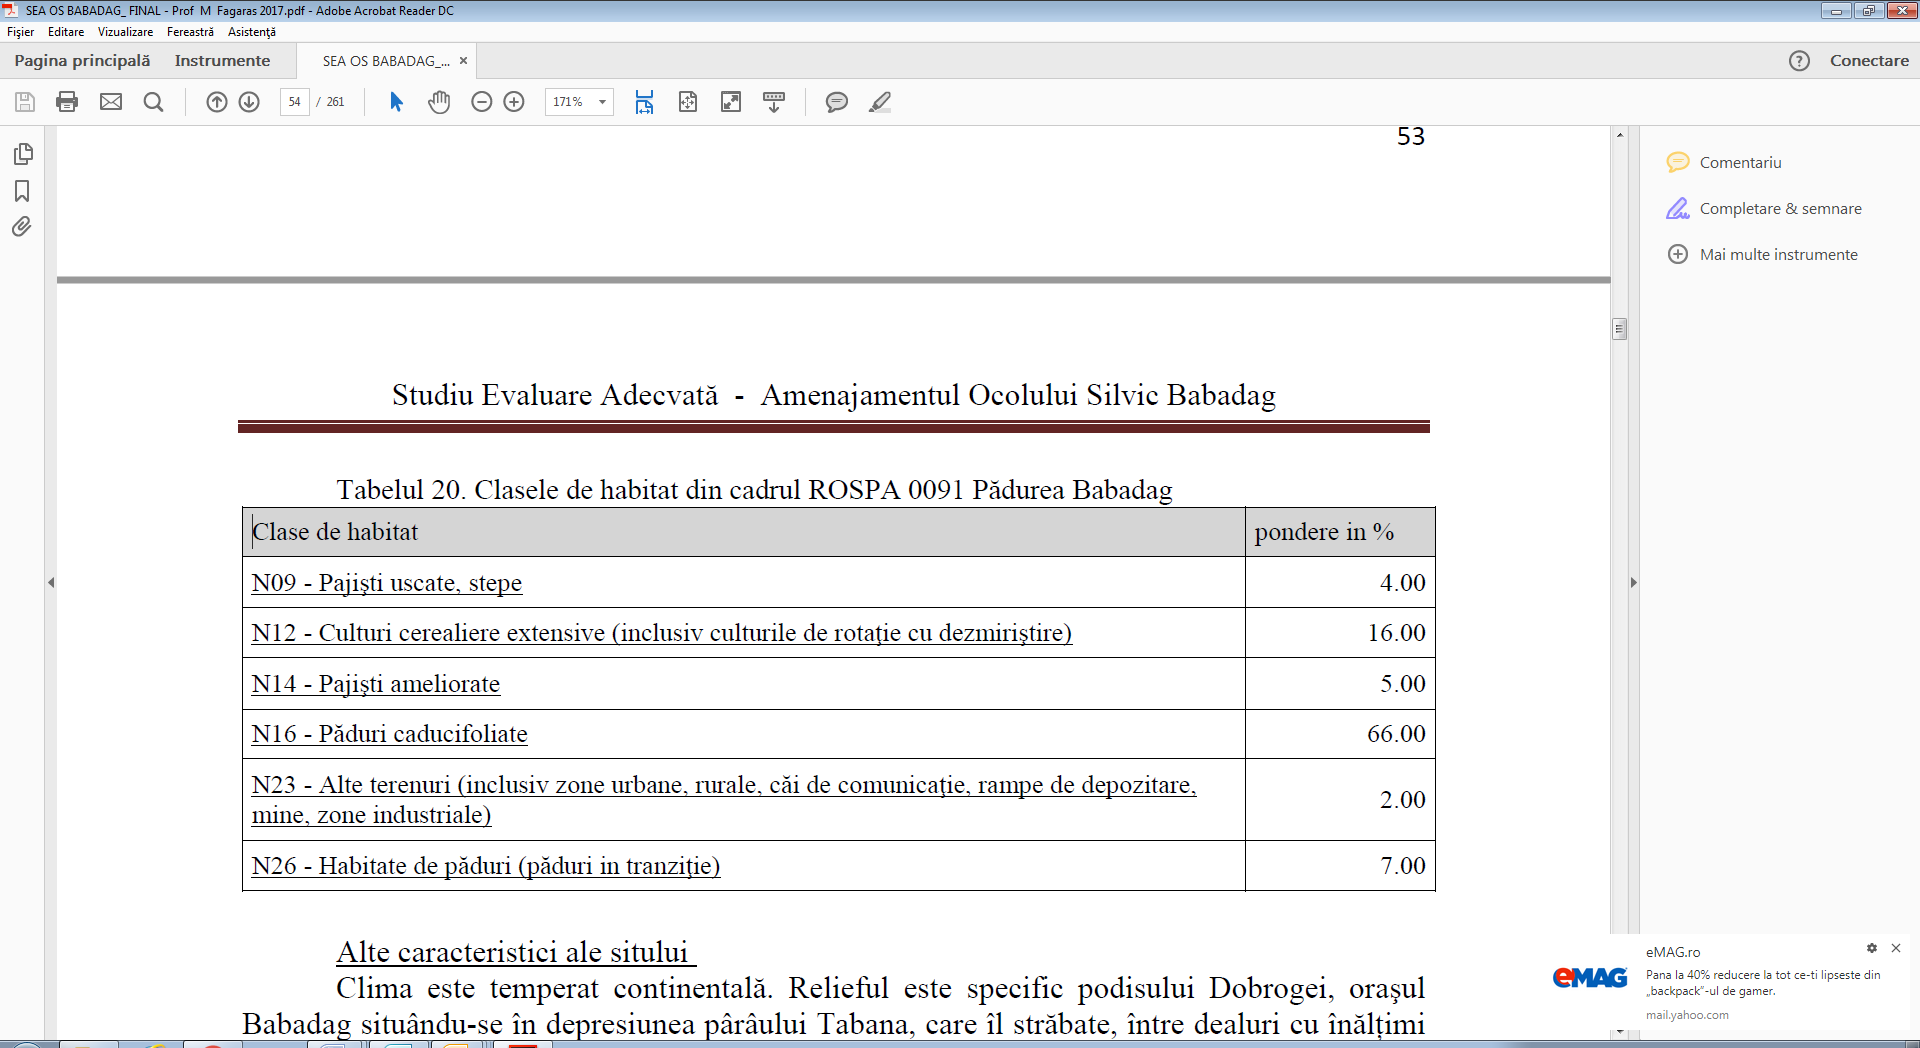 SEA OS BABADAG_ FINAL - Prof  M  Fagaras 2017.pdf - Adobe Acrobat Reader DC
Fişier Editare Vizualizare Fereastră Asistenţă
Pagina principală Instrumente SEA OS BABADAG_... × Conectare
54 / 261 171%
53
Comentariu
Completare & semnare
Mai multe instrumente
Studiu Evaluare Adecvată  -  Amenajamentul Ocolului Silvic Babadag
Tabelul 20. Clasele de habitat din cadrul ROSPA 0091 Pădurea Babadag
Clase de habitat pondere in %
N09 - Pajişti uscate, stepe 4.00
N12 - Culturi cerealiere extensive (inclusiv culturile de rotaţie cu dezmiriştire) 16.00
N14 - Pajişti ameliorate 5.00
N16 - Păduri caducifoliate 66.00
N23 - Alte terenuri (inclusiv zone urbane, rurale, căi de comunicaţie, rampe de depozitare,
mine, zone industriale) 2.00
N26 - Habitate de păduri (păduri in tranziţie) 7.00
Alte caracteristici ale sitului
Clima este temperat continentală. Relieful este specific podisului Dobrogei, oraşul
Babadag situându-se în depresiunea pârâului Tabana, care îl străbate, între dealuri cu înălţimi
eMAG
eMAG.ro
Pana la 40% reducere la tot ce-ti lipseste din
„backpack”-ul de gamer.
mail.yahoo.com